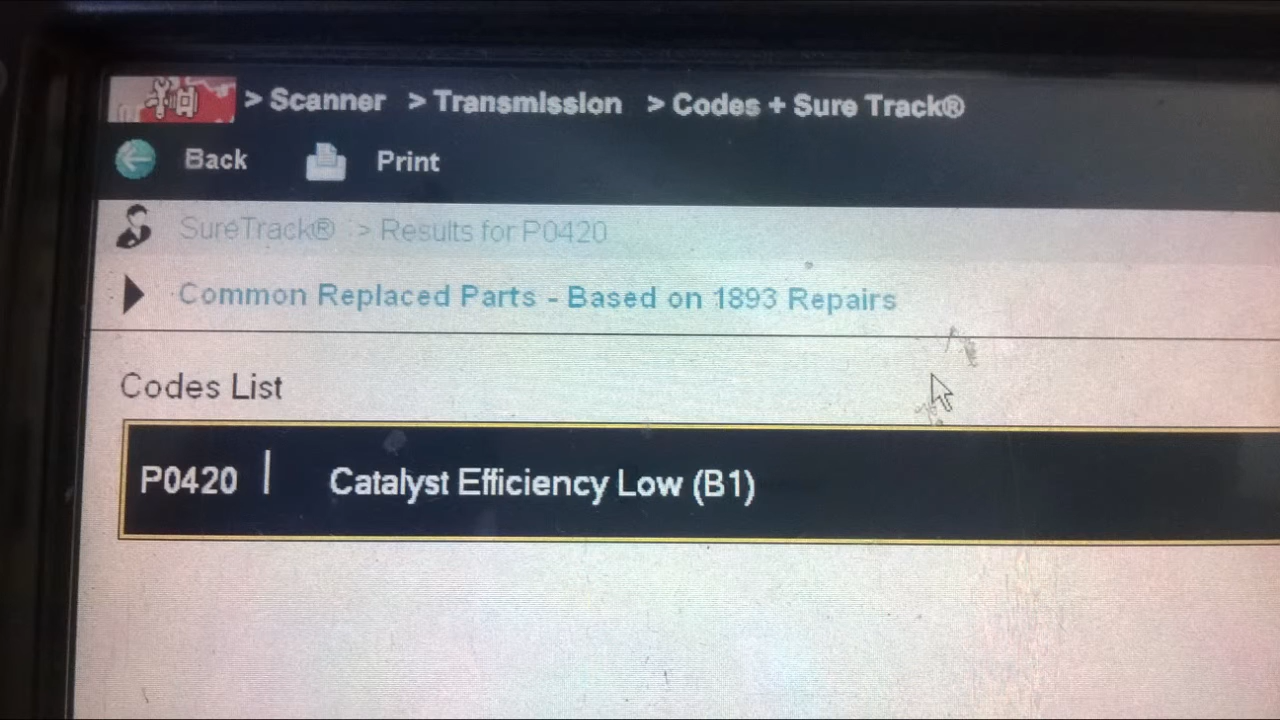 > Scanner > Transmission > Codes + Sure Track®
Back Print
SureTrack® > Results for P0420
Common Replaced Parts - Based on 1893 Repairs
Codes List
P0420 | Catalyst Efficiency Low (B1)